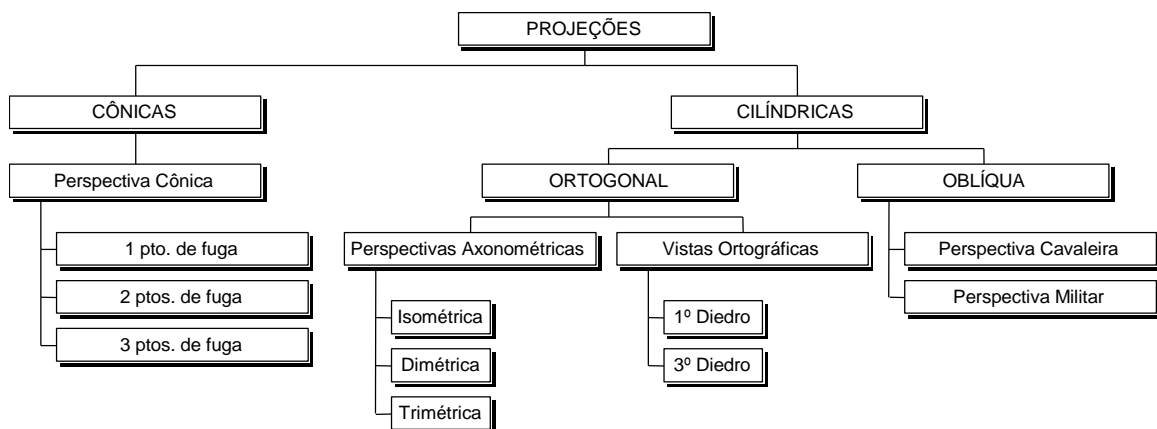 PROJEÇÕES
CÔNICAS
CILÍNDRICAS
Perspectiva Cônica
ORTOGONAL
OBLÍQUA
1 pto. de fuga
Perspectivas Axonométricas
Vistas Ortográficas
Perspectiva Cavaleira
2 ptos. de fuga
Isométrica
1º Diedro
Perspectiva Militar
3 ptos. de fuga
Dimétrica
3º Diedro
Trimétrica